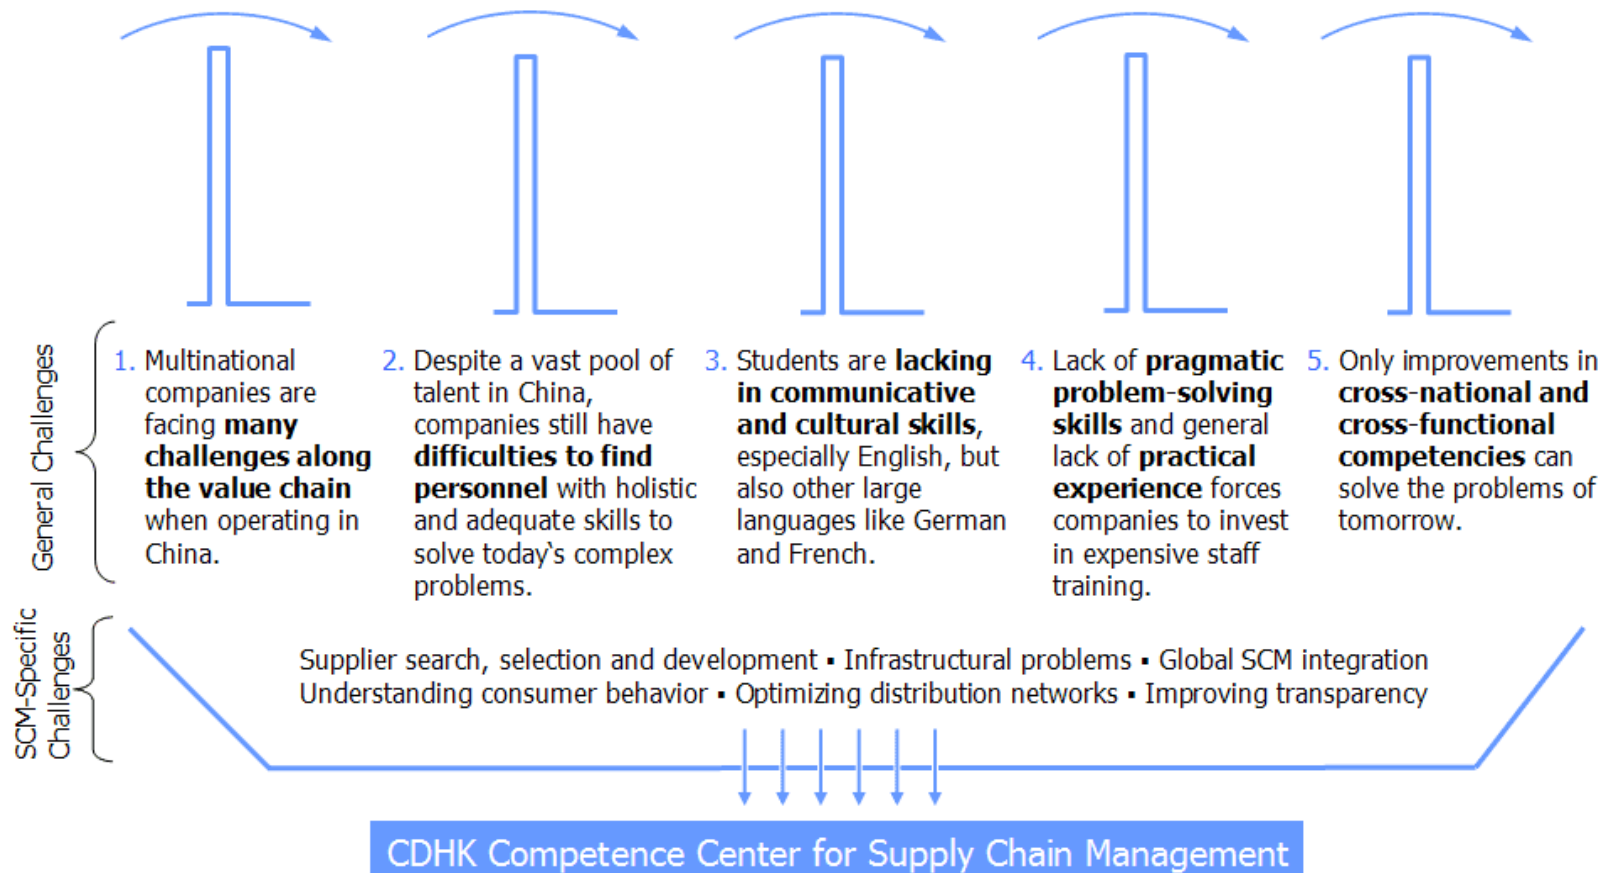 General Challenges
1. Multinational
companies are
facing many
challenges along
the value chain
when operating in
China.
2. Despite a vast pool of
talent in China,
companies still have
difficulties to find
personnel with holistic
and adequate skills to
solve today‘s complex
problems.
3. Students are lacking
in communicative
and cultural skills,
especially English, but
also other large
languages like German
and French.
4. Lack of pragmatic
problem-solving
skills and general
lack of practical
experience forces
companies to invest
in expensive staff
training.
5. Only improvements in
cross-national and
cross-functional
competencies can
solve the problems of
tomorrow.
SCM-Specific
Challenges
Supplier search, selection and development ▪ Infrastructural problems ▪ Global SCM integration
Understanding consumer behavior ▪ Optimizing distribution networks ▪ Improving transparency
CDHK Competence Center for Supply Chain Management